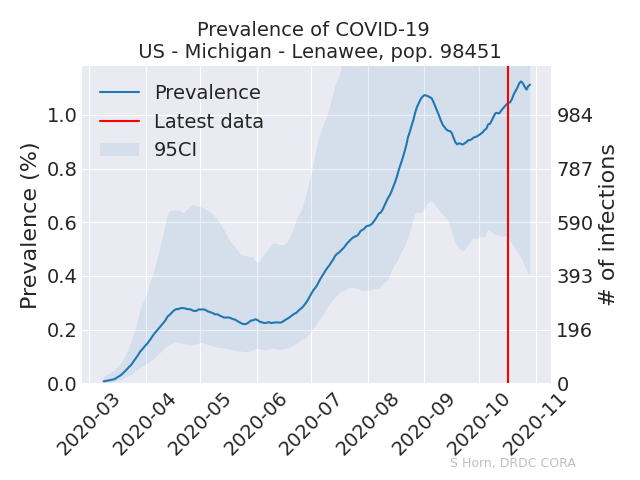 Prevalence of COVID-19
US - Michigan - Lenawee, pop. 98451
Prevalence
Latest data
95CI
Prevalence (%)
1.0
0.8
0.6
0.4
0.2
0.0
984
787
590
393
196
0
# of infections
2020-03
2020-04
2020-05
2020-06
2020-07
2020-08
2020-09
2020-10
2020-11
S Horn, DRDC CORA